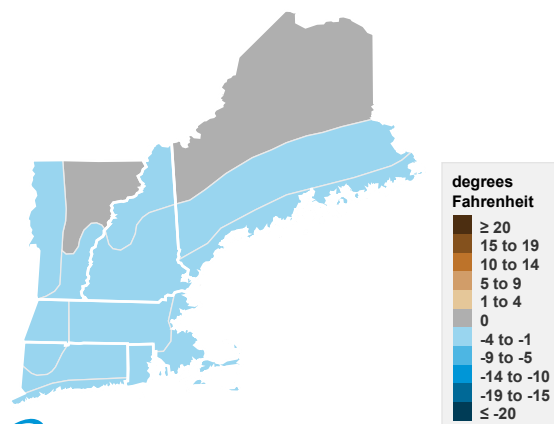 degrees
Fahrenheit
≥ 20
15 to 19
10 to 14
5 to 9
1 to 4
0
-4 to -1
-9 to -5
-14 to -10
-19 to -15
≤ -20